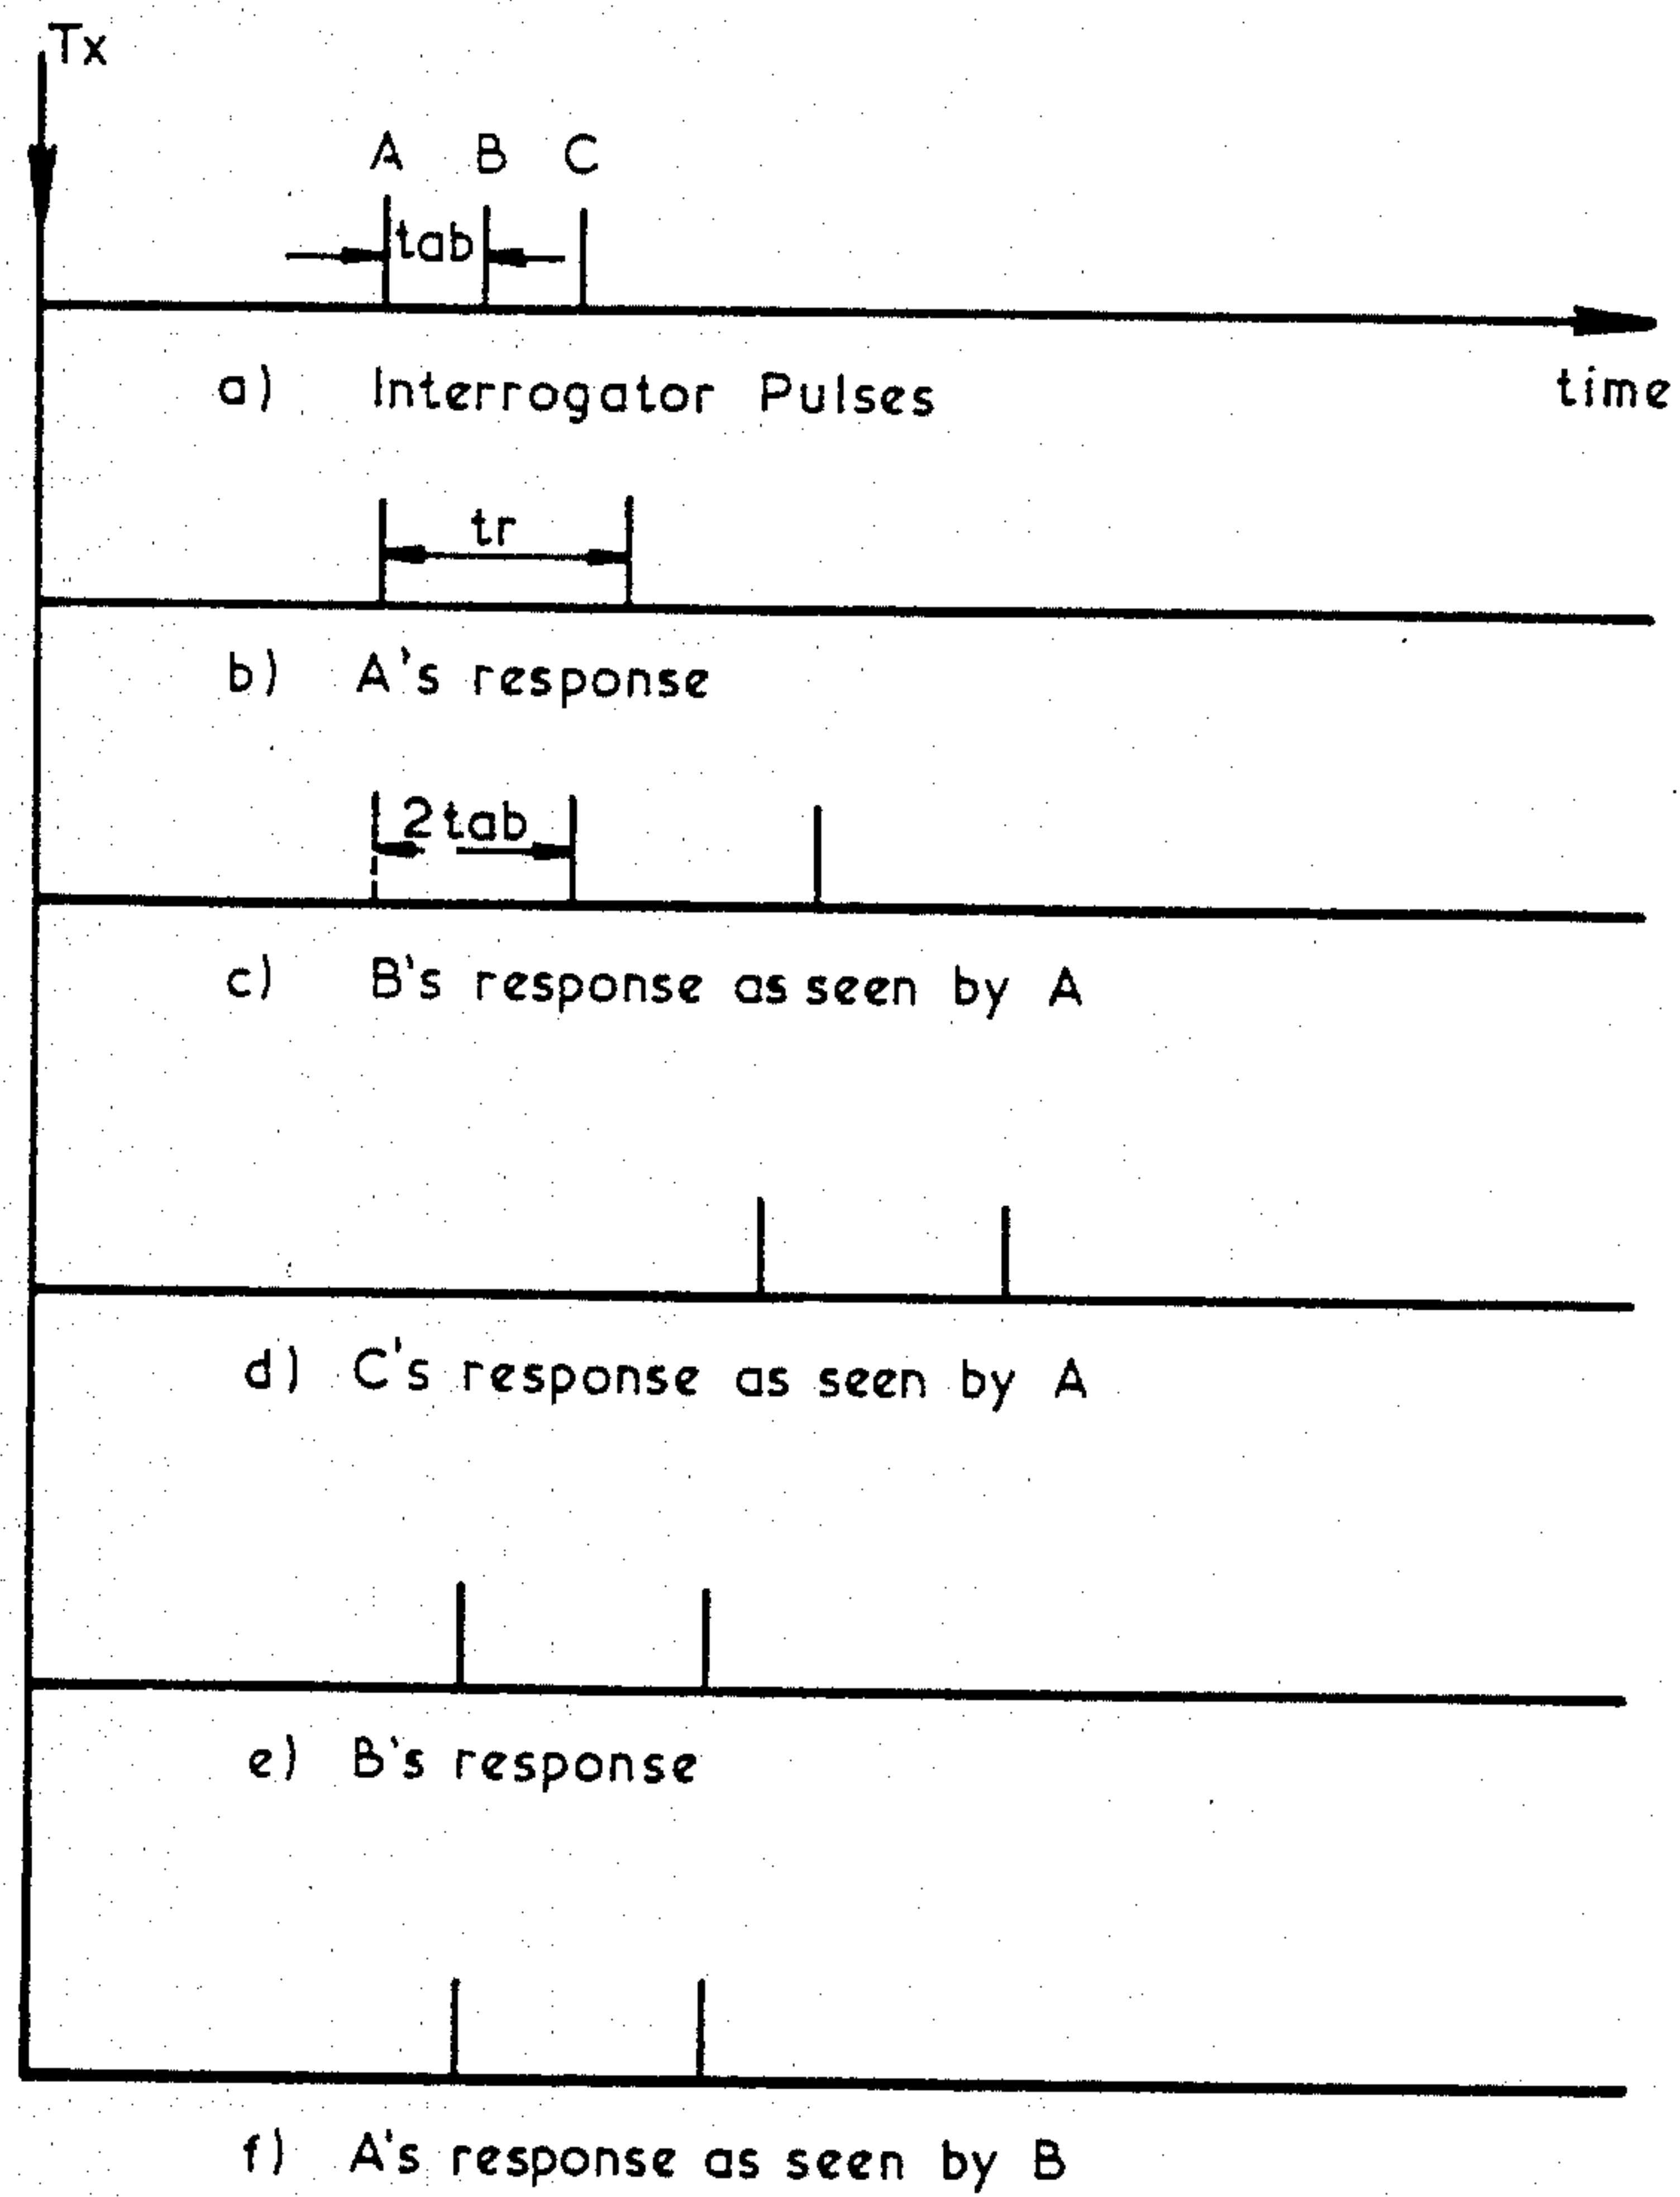 Tx
A B C
tab
a) Interrogator Pulses
time
tr
b) A's response
2tab
c) B's response as seen by A
d) C's response as seen by A
e) B's response
f) A's response as seen by B